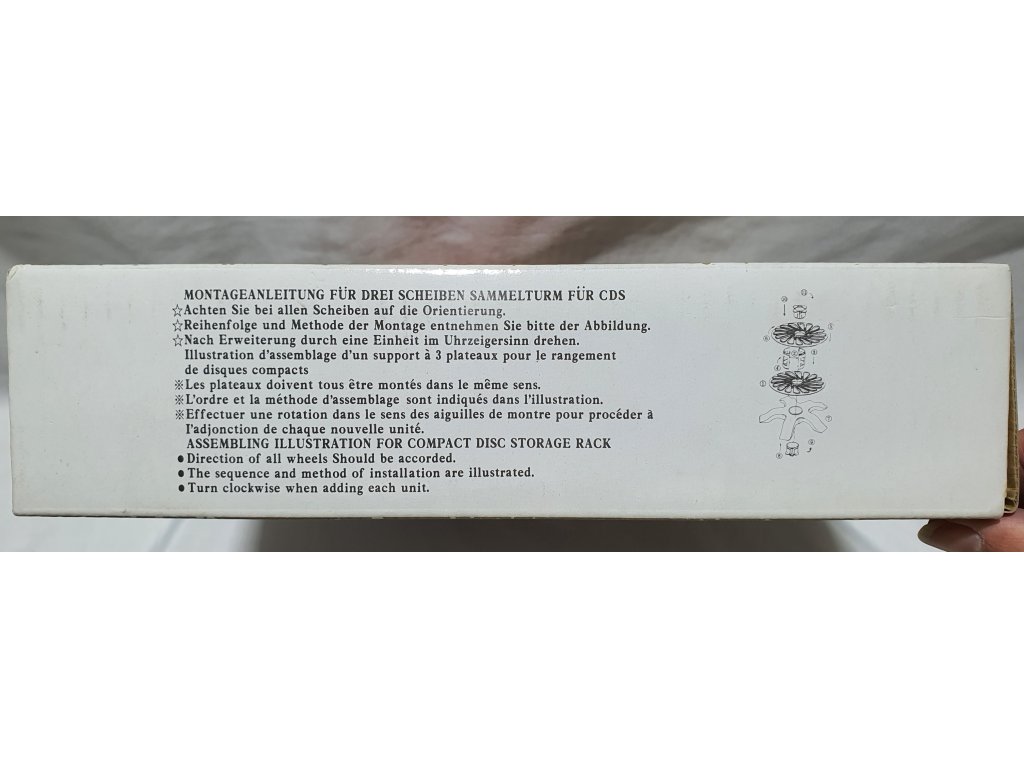 MONTAGEANLEITUNG FÜR DREI SCHEIBEN SAMMELTURM FÜR CDS
☆Achten Sie bei allen Scheiben auf die Orientierung.
☆Reihenfolge und Methode der Montage entnehmen Sie bitte der Abbildung.
☆Nach Erweiterung durch eine Einheit im Uhrzeigersinn drehen.
Illustration d'assemblage d'un support à 3 plateaux pour le rangement
de disques compacts
※Les plateaux doivent tous être montés dans le même sens.
※L'ordre et la méthode d'assemblage sont indiqués dans l'illustration.
※Effectuer une rotation dans le sens des aiguilles de montre pour procéder à
l'adjonction de chaque nouvelle unité.
ASSEMBLING ILLUSTRATION FOR COMPACT DISC STORAGE RACK
●Direction of all wheels Should be accorded.
●The sequence and method of installation are illustrated.
●Turn clockwise when adding each unit.